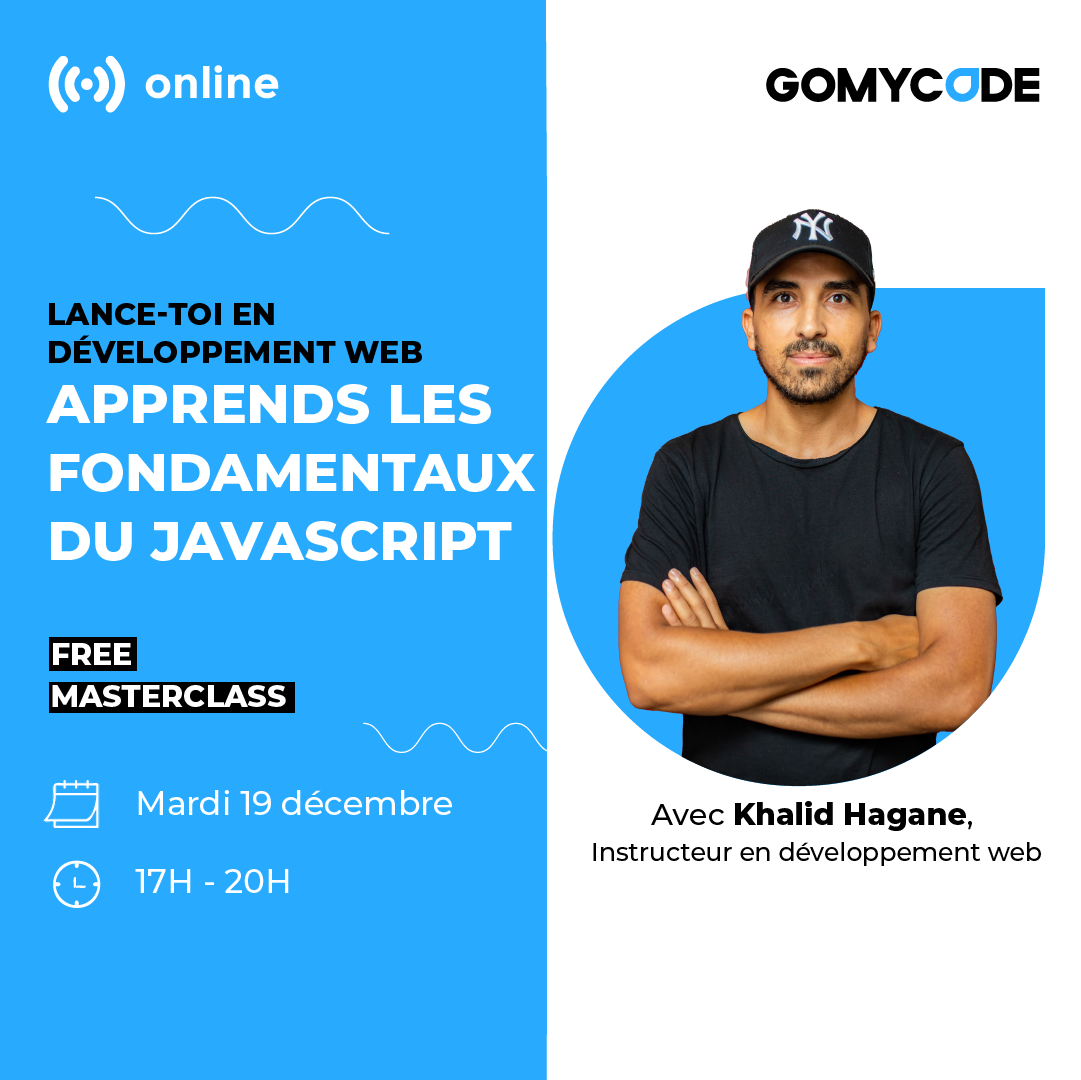 online
GOMYCODE
LANCE-TOI EN
DÉVELOPPEMENT WEB
APPRENDS LES
FONDAMENTAUX
DU JAVASCRIPT
FREE
MASTERCLASS
Mardi 19 décembre
17H - 20H
NY
Avec Khalid Hagane,
Instructeur en développement web